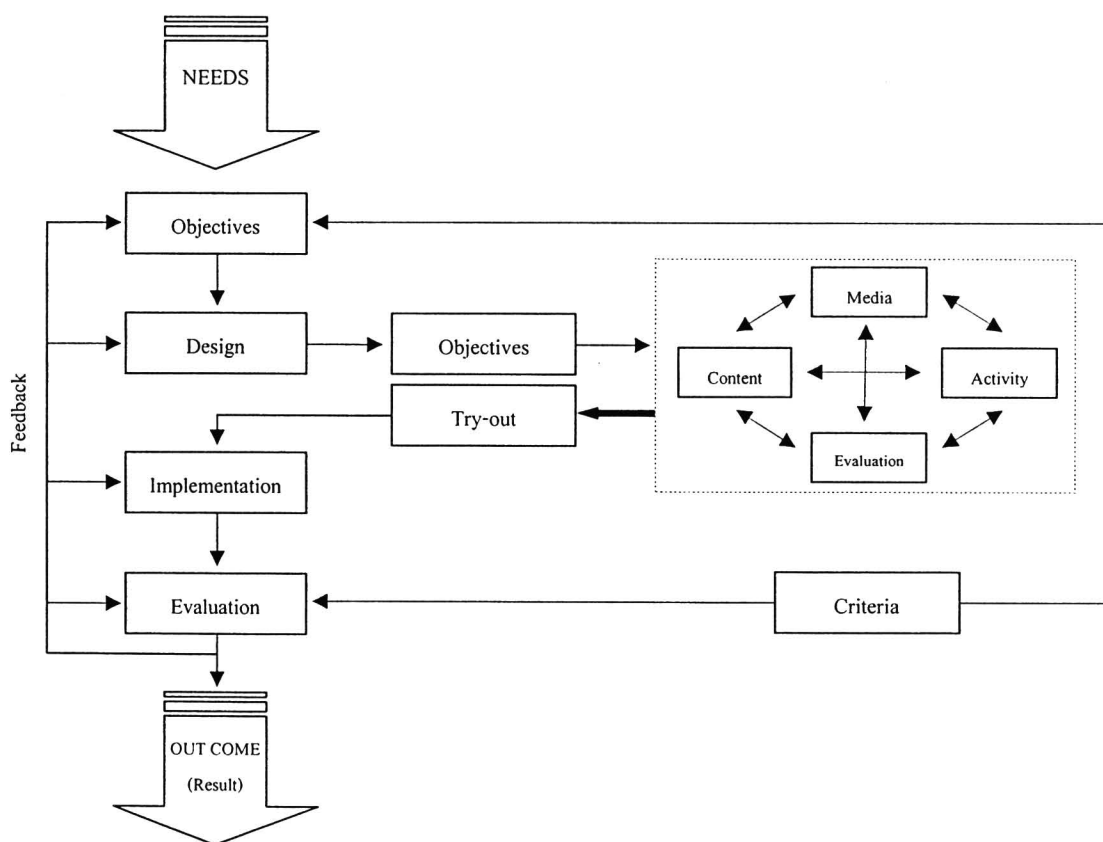 NEEDS
Objectives
Media
Design
Objectives
Content
Activity
Try-out
Feedback
Evaluation
Implementation
Evaluation
Criteria
OUT COME
(Result)